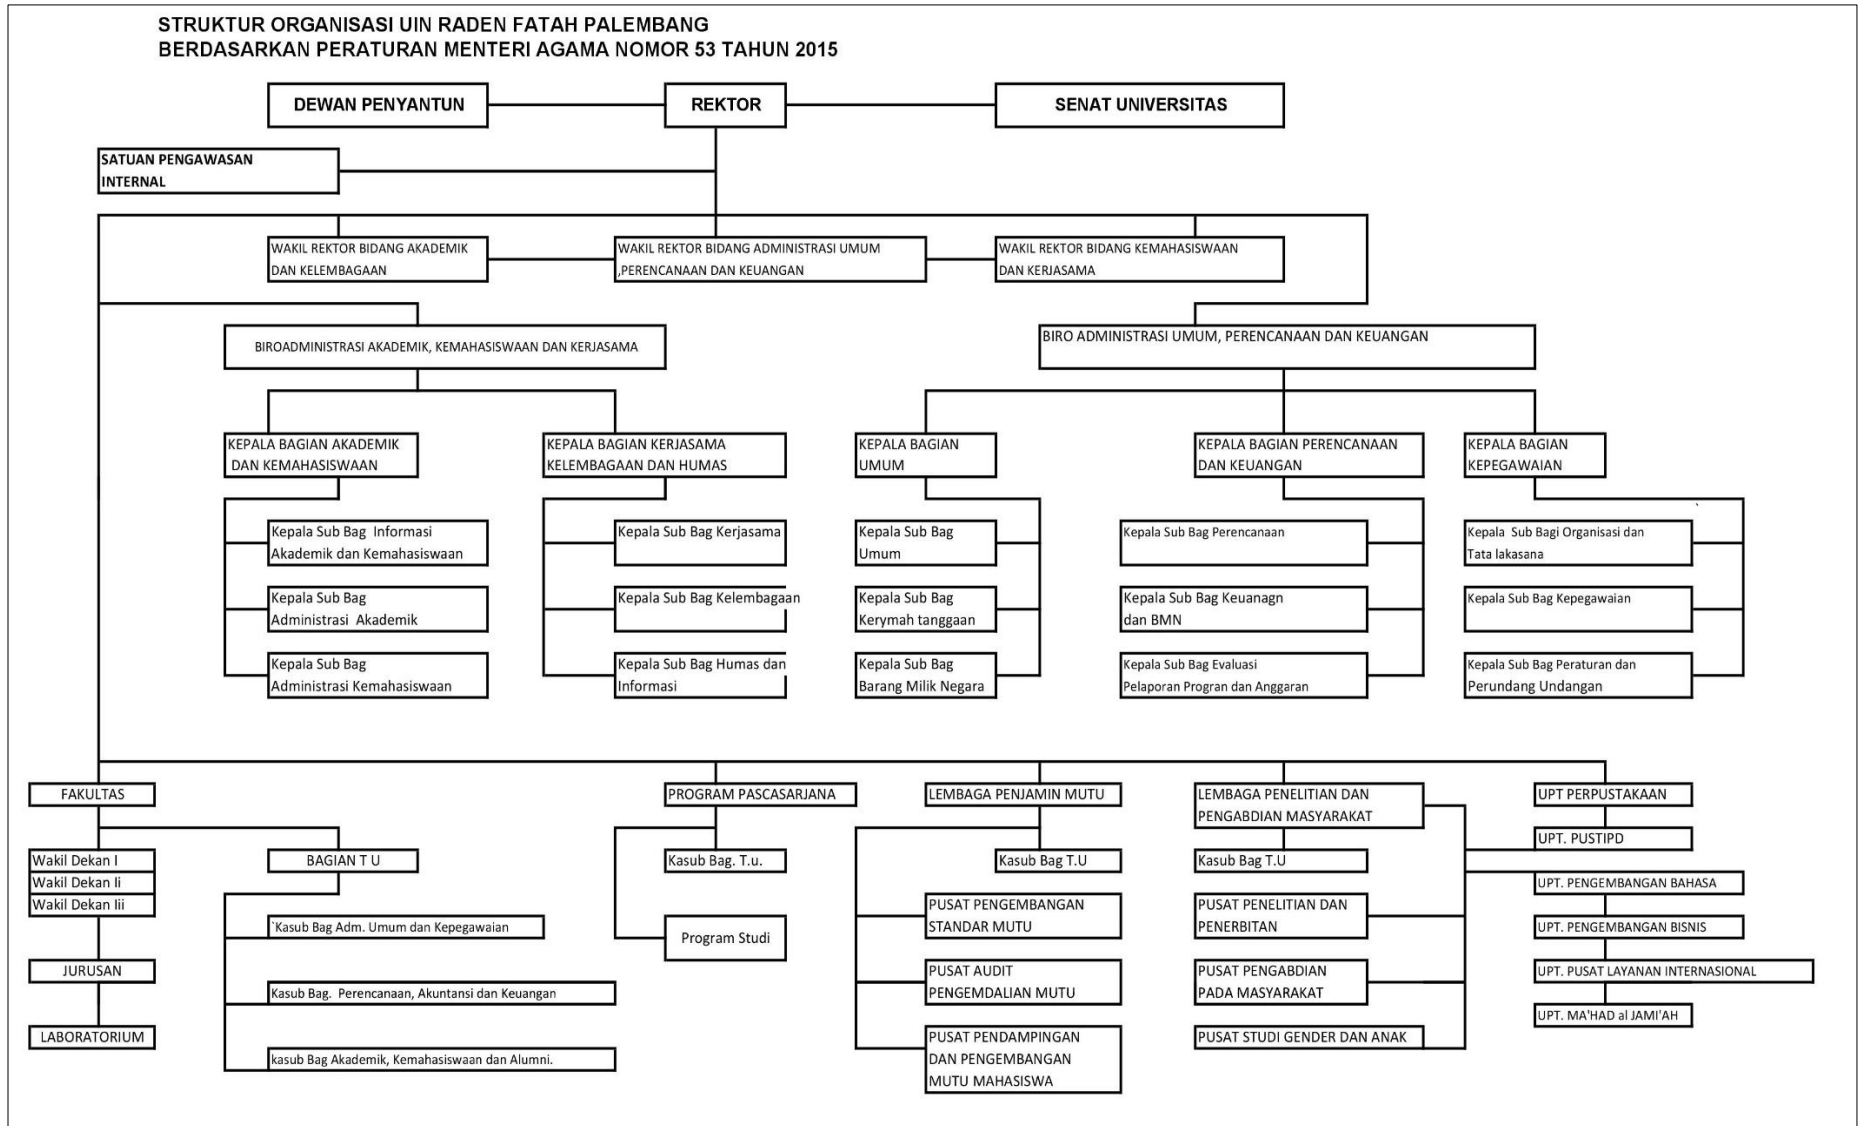 STRUKTUR ORGANISASI UIN RADEN FATAH PALEMBANG
BERDASARKAN PERATURAN MENTERI AGAMA NOMOR 53 TAHUN 2015
DEWAN PENYANTUN
REKTOR
SENAT UNIVERSITAS
SATUAN PENGAWASAN
INTERNAL
WAKIL REKTOR BIDANG AKADEMIK
DAN KELEMBAGAAN
WAKIL REKTOR BIDANG ADMINISTRASI UMUM
,PERENCANAAN DAN KEUANGAN
WAKIL REKTOR BIDANG KEMAHASISWAAN
DAN KERJASAMA
BIROADMINISTRASI AKADEMIK, KEMAHASISWAAN DAN KERJASAMA
BIRO ADMINISTRASI UMUM, PERENCANAAN DAN KEUANGAN
KEPALA BAGIAN AKADEMIK
DAN KEMAHASISWAAN
KEPALA BAGIAN KERJASAMA
KELEMBAGAAN DAN HUMAS
KEPALA BAGIAN
UMUM
KEPALA BAGIAN PERENCANAAN
DAN KEUANGAN
KEPALA BAGIAN
KEPEGAWAIAN
Kepala Sub Bag Informasi
Akademik dan Kemahasiswaan
Kepala Sub Bag Kerjasama
Kepala Sub Bag
Umum
Kepala Sub Bag Perencanaan
Kepala Sub Bagi Organisasi dan
Tata lakasana
`
Kepala Sub Bag
Administrasi Akademik
Kepala Sub Bag Kelembagaan
Kepala Sub Bag
Kerymah tanggaan
Kepala Sub Bag Keuanagn
dan BMN
Kepala Sub Bag Kepegawaian
Kepala Sub Bag
Administrasi Kemahasiswaan
Kepala Sub Bag Humas dan
Informasi
Kepala Sub Bag
Barang Milik Negara
Kepala Sub Bag Evaluasi
Pelaporan Progran dan Anggaran
Kepala Sub Bag Peraturan dan
Perundang Undangan
FAKULTAS
PROGRAM PASCASARJANA
LEMBAGA PENJAMIN MUTU
LEMBAGA PENELITIAN DAN
PENGABDIAN MASYARAKAT
UPT PERPUSTAKAAN
UPT. PUSTIPD
Wakil Dekan I
Wakil Dekan Ii
Wakil Dekan Iii
BAGIAN T U
Kasub Bag. T.u.
Kasub Bag T.U
Kasub Bag T.U
UPT. PENGEMBANGAN BAHASA
`Kasub Bag Adm. Umum dan Kepegawaian
Program Studi
PUSAT PENGEMBANGAN
STANDAR MUTU
PUSAT PENELITIAN DAN
PENERBITAN
UPT. PENGEMBANGAN BISNIS
JURUSAN
Kasub Bag. Perencanaan, Akuntansi dan Keuangan
PUSAT AUDIT
PENGEMDALIAN MUTU
PUSAT PENGABDIAN
PADA MASYARAKAT
UPT. PUSAT LAYANAN INTERNASIONAL
UPT. MA'HAD al JAMI'AH
LABORATORIUM
kasub Bag Akademik, Kemahasiswaan dan Alumni.
PUSAT PENDAMPINGAN
DAN PENGEMBANGAN
MUTU MAHASISWA
PUSAT STUDI GENDER DAN ANAK